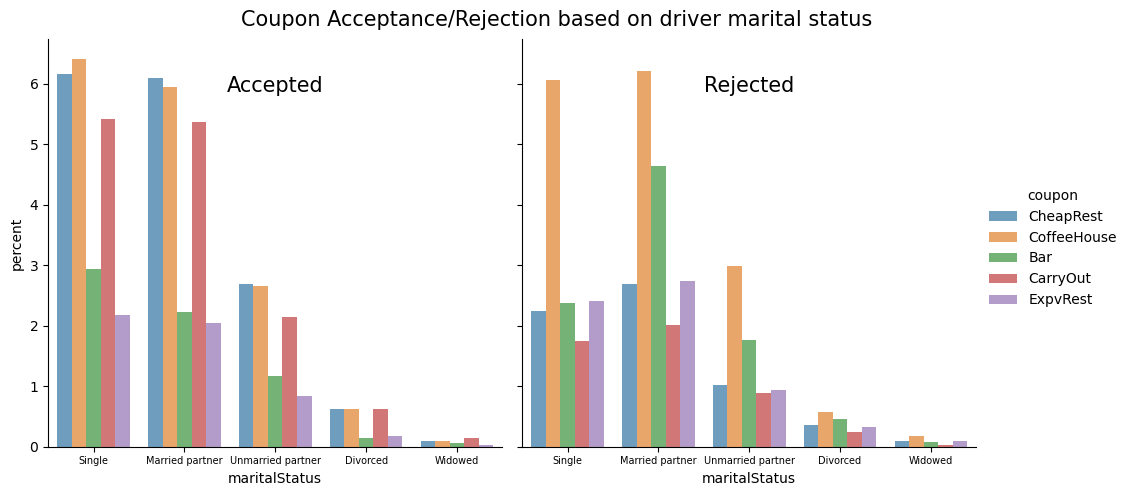 Coupon Acceptance/Rejection based on driver marital status
Accepted
Rejected
percent
6
5
4
3
2
1
0
Single
Married partner
Unmarried partner
Divorced
Widowed
maritalStatus
Single
Married partner
Unmarried partner
Divorced
Widowed
maritalStatus
coupon
CheapRest
CoffeeHouse
Bar
CarryOut
ExpvRest